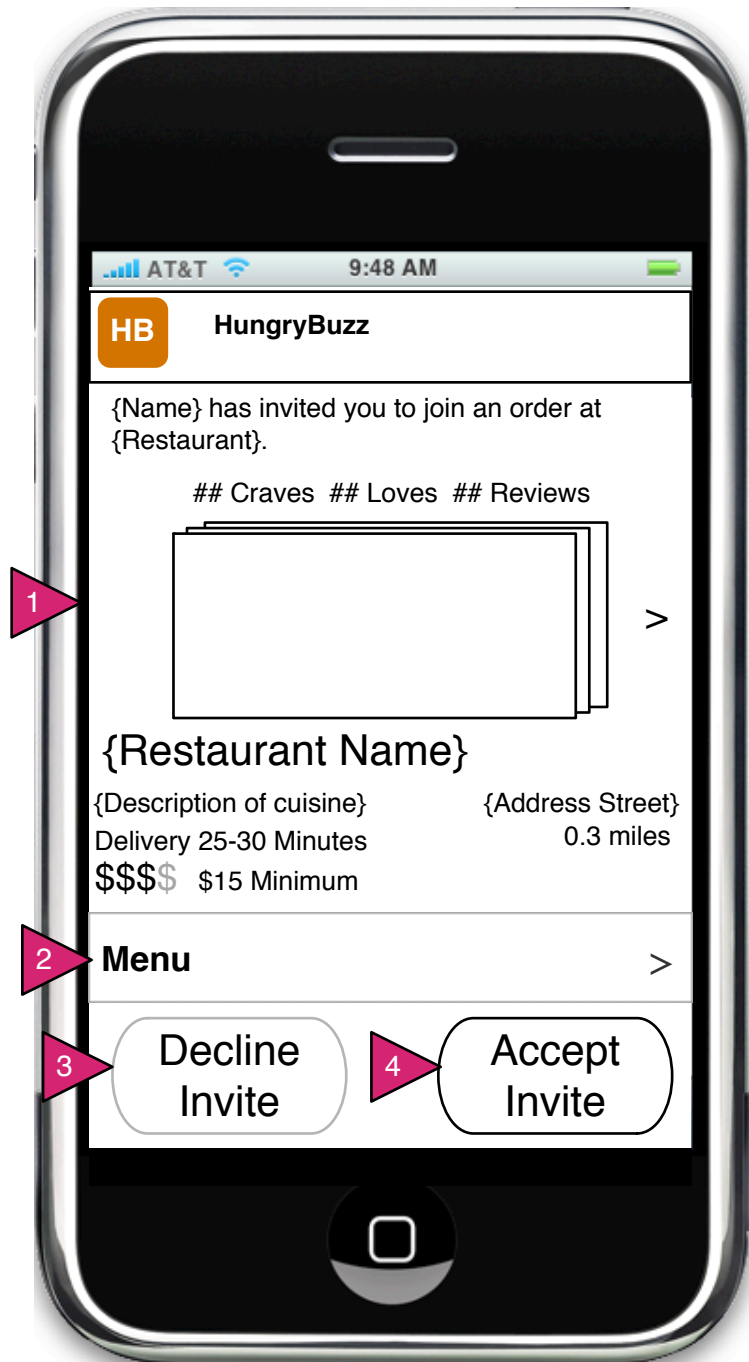 AT&T 9:48 AM
HB HungryBuzz
{Name} has invited you to join an order at
{Restaurant}.
## Craves ## Loves ## Reviews
1
>
{Restaurant Name}
{Description of cuisine} {Address Street}
Delivery 25-30 Minutes 0.3 miles
$$$$ $15 Minimum
2 Menu >
3 Decline
Invite
4 Accept
Invite